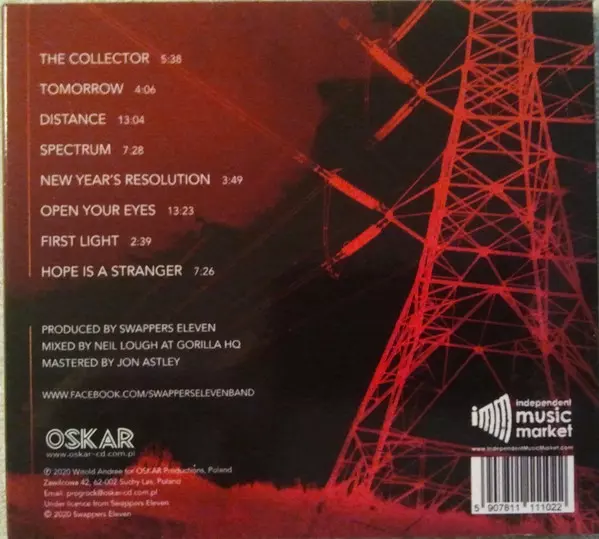 THE COLLECTOR 5:38
TOMORROW 4:06
DISTANCE 13:04
SPECTRUM 7:28
NEW YEAR'S RESOLUTION 3:49
OPEN YOUR EYES 13:23
FIRST LIGHT 2:39
HOPE IS A STRANGER 7:26
PRODUCED BY SWAPPERS ELEVEN
MIXED BY NEIL LOUGH AT GORILLA HQ
MASTERED BY JON ASTLEY
WWW.FACEBOOK.COM/SWAPPERSELEVENBAND
OSKAR
www.oskar-cd.com.pl
℗ 2020 Witold Andree for OSKAR Productions, Poland
Zawilcowa 42, 62-002 Suchy Las, Poland
Email: progrock@oskar-cd.com.pl
Under licence from Swappers Eleven
© 2020 Swappers Eleven
imm
independent
music
market
www.IndependentMusicMarket.com
5 907811 111022